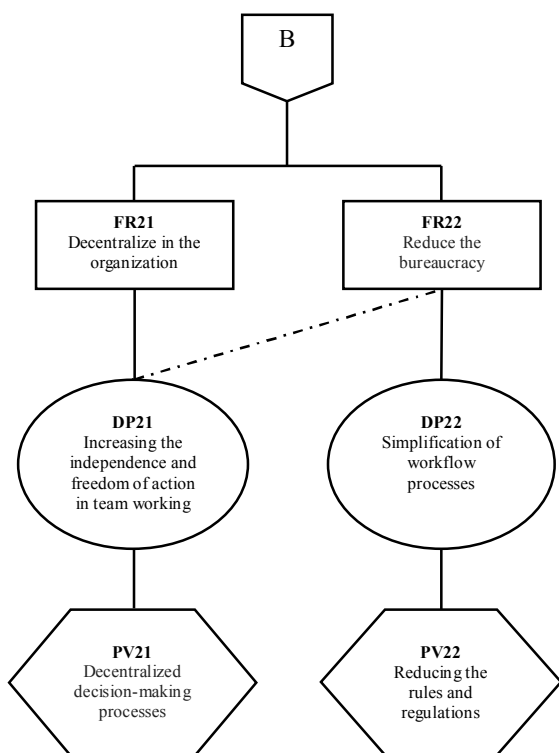 B
FR21
Decentralize in the
organization
FR22
Reduce the
bureaucracy
DP21
Increasing the
independence and
freedom of action
in team working
DP22
Simplification of
workflow
processes
PV21
Decentralized
decision-making
processes
PV22
Reducing the
rules and
regulations